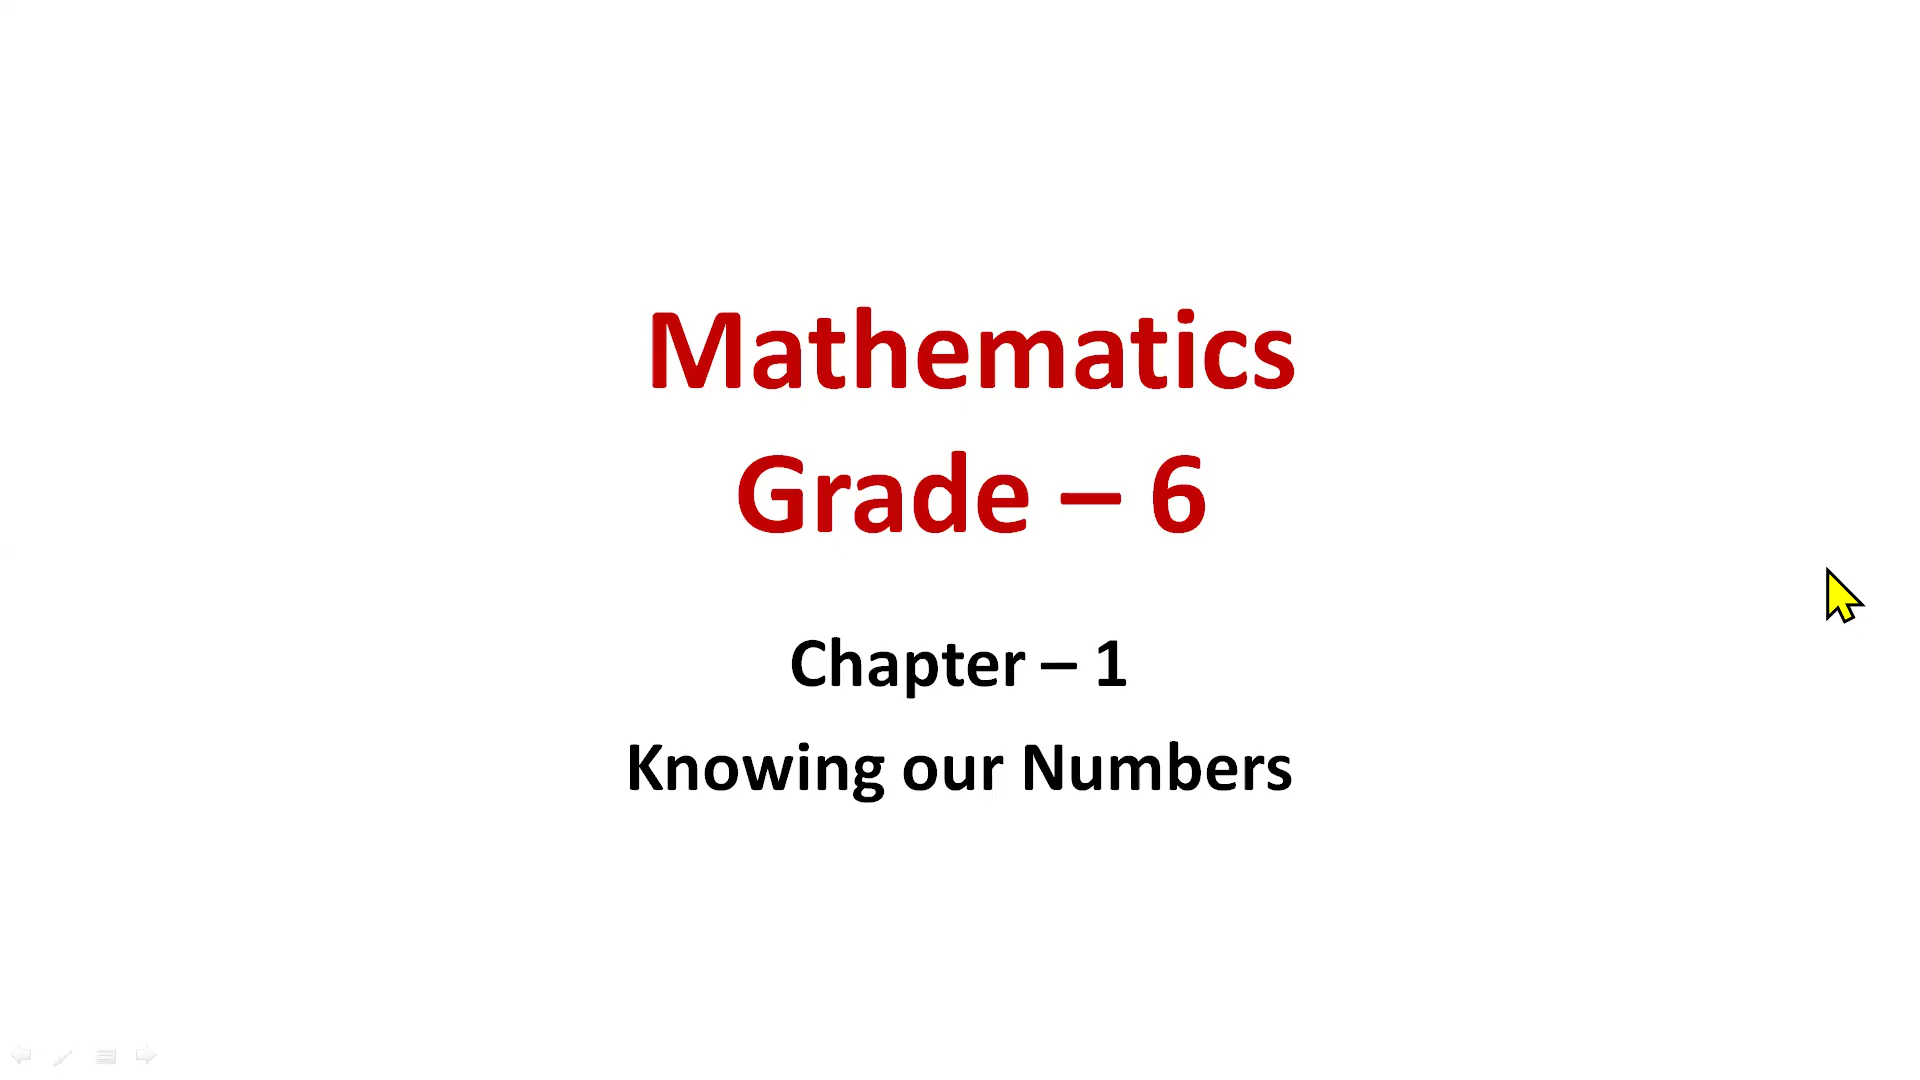 Mathematics
Grade – 6
Chapter – 1
Knowing our Numbers